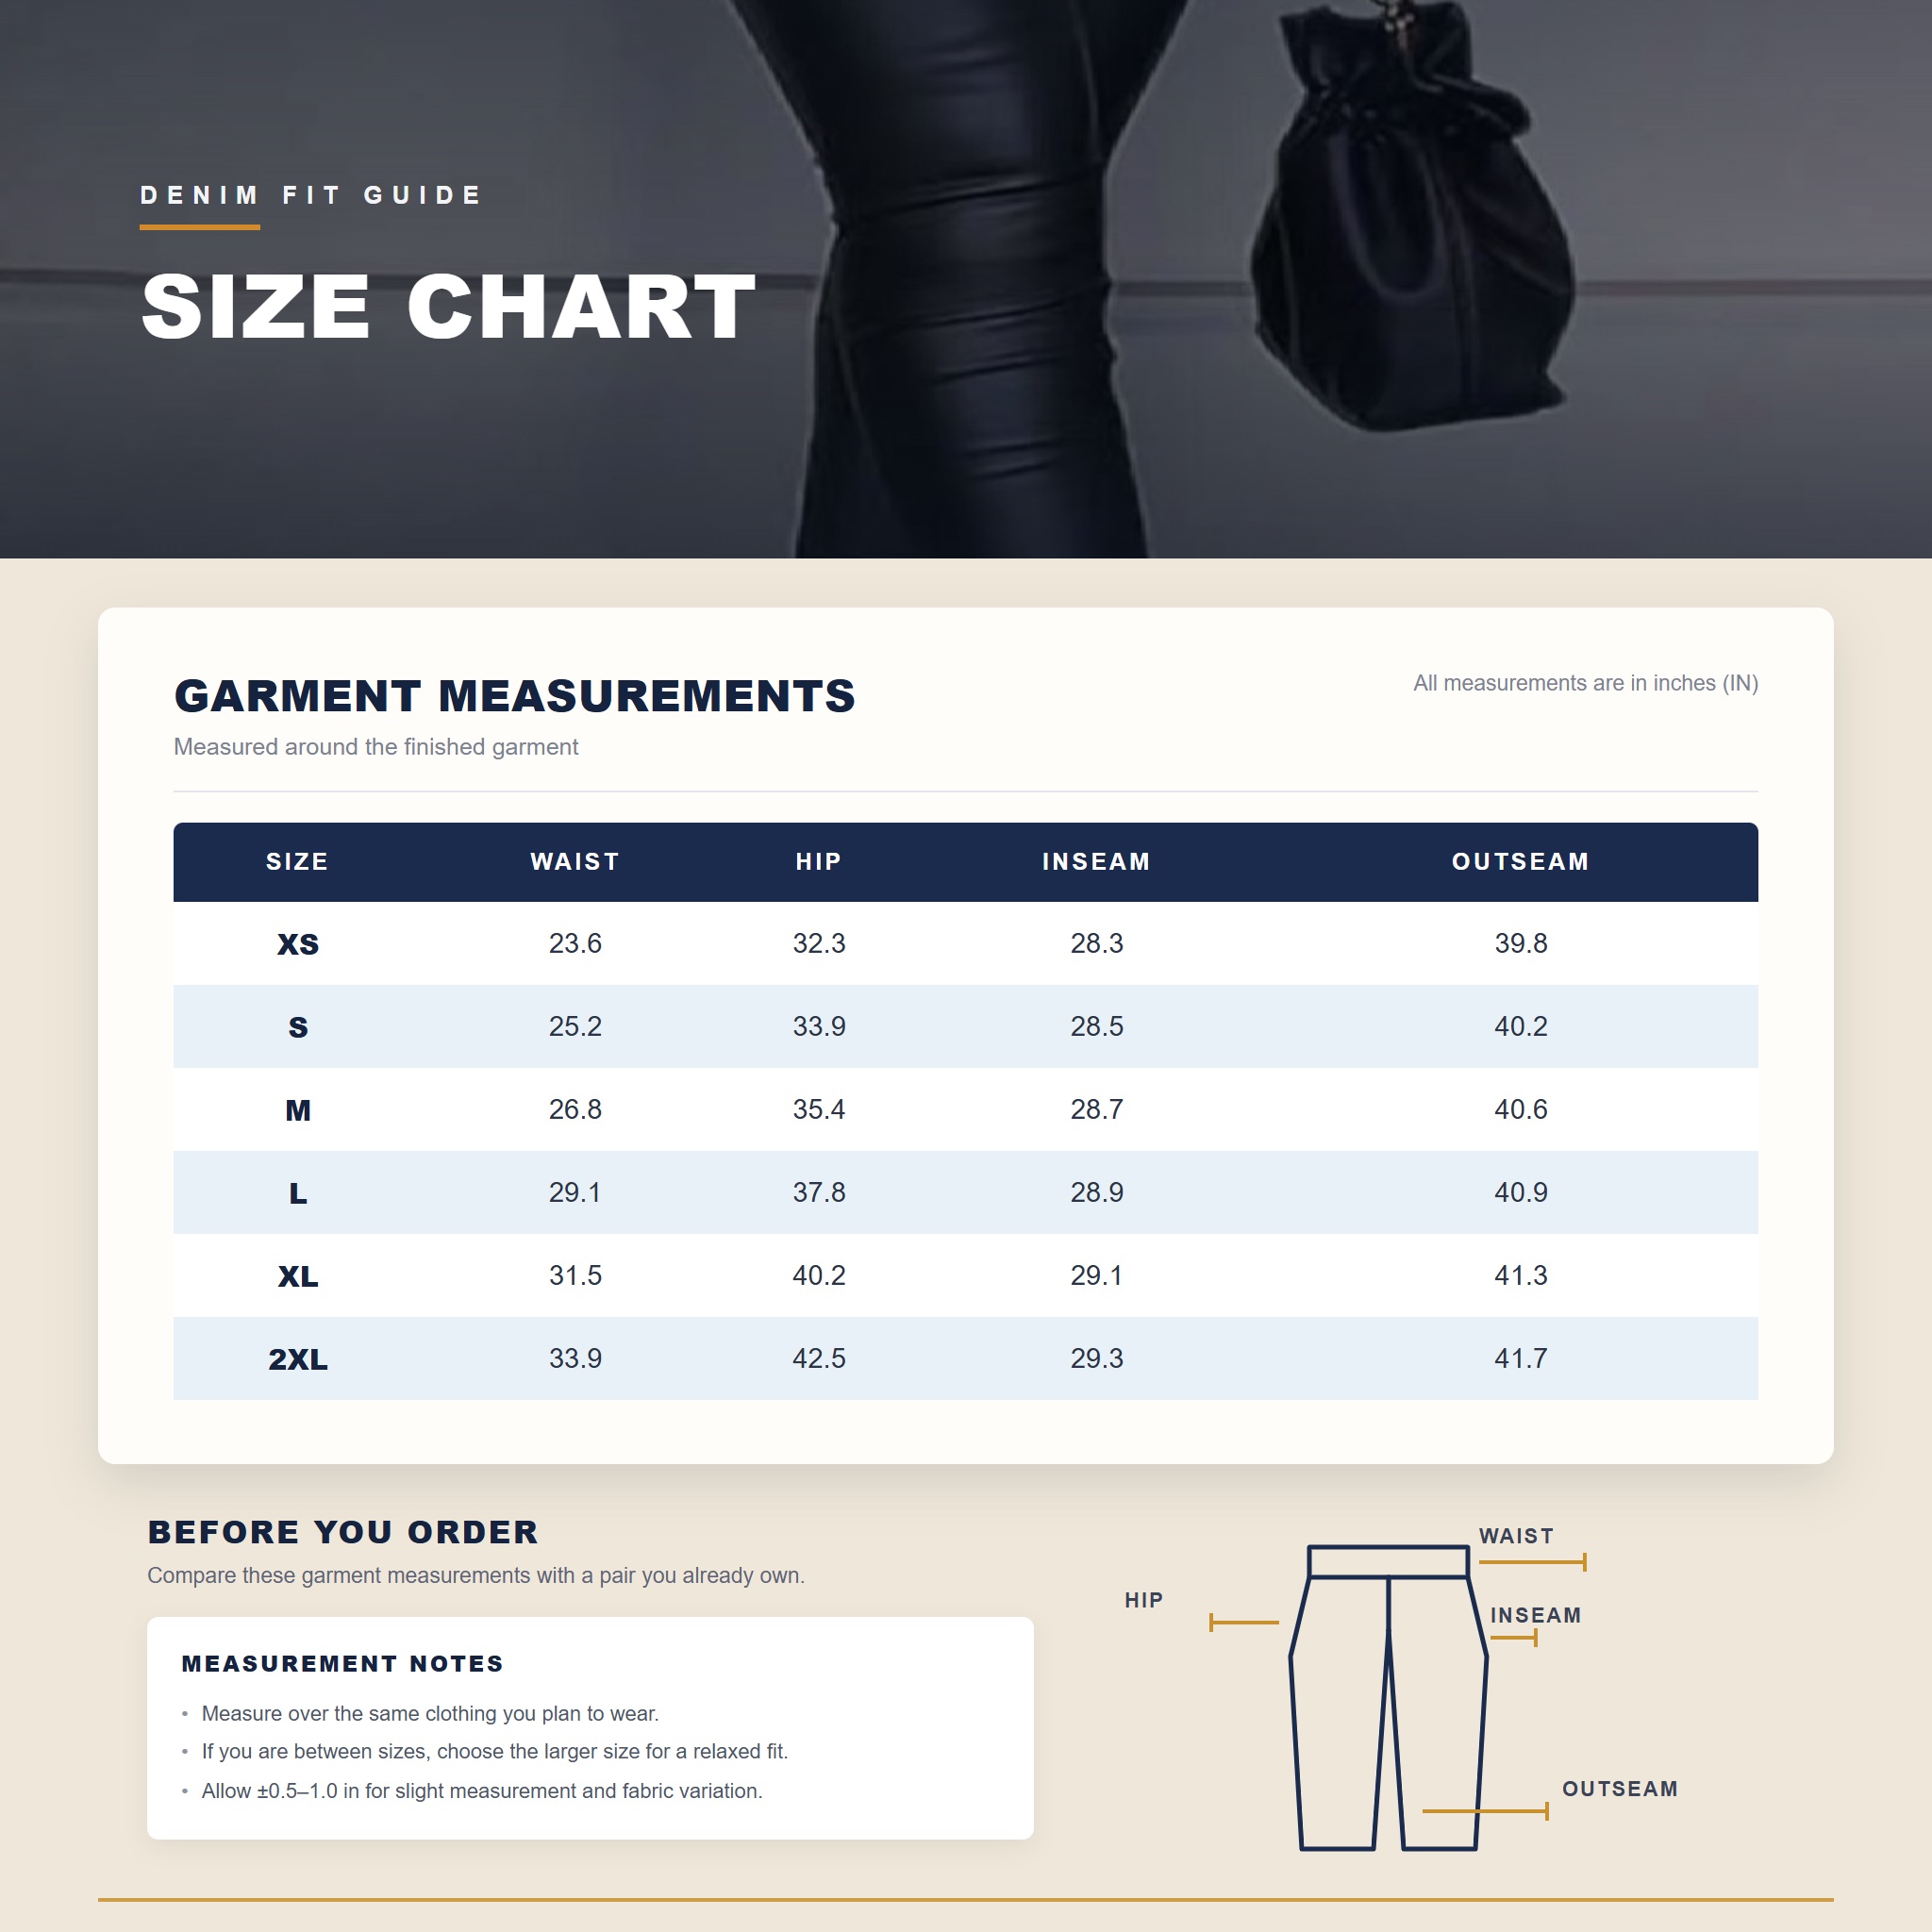 DENIM FIT GUIDE
SIZE CHART
GARMENT MEASUREMENTS
All measurements are in inches (IN)
Measured around the finished garment
SIZE WAIST HIP INSEAM OUTSEAM
XS 23.6 32.3 28.3 39.8
S 25.2 33.9 28.5 40.2
M 26.8 35.4 28.7 40.6
L 29.1 37.8 28.9 40.9
XL 31.5 40.2 29.1 41.3
2XL 33.9 42.5 29.3 41.7
BEFORE YOU ORDER
Compare these garment measurements with a pair you already own.
MEASUREMENT NOTES
• Measure over the same clothing you plan to wear.
• If you are between sizes, choose the larger size for a relaxed fit.
• Allow ±0.5–1.0 in for slight measurement and fabric variation.
WAIST
HIP
INSEAM
OUTSEAM